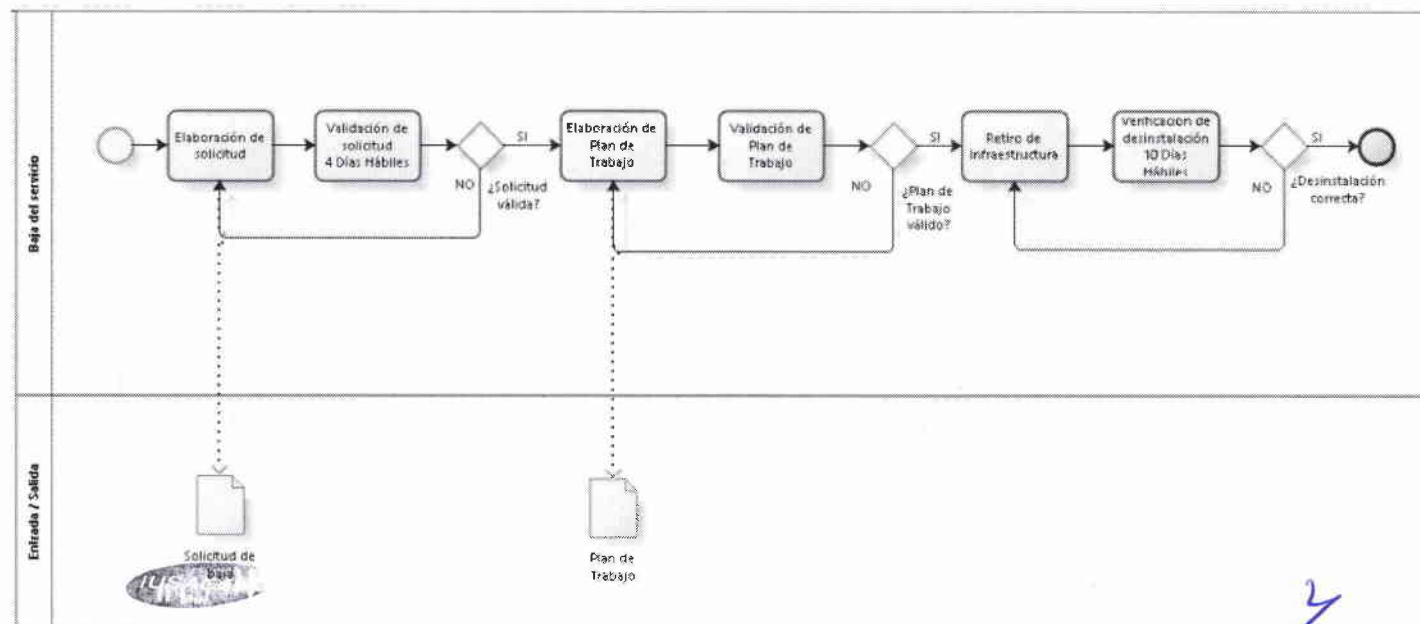 Baja del servicio
Elaboración de
solicitud
Validación de
solicitud
4 Días Hábiles
SI
NO
¿Solicitud
válida?
Elaboración de
Plan de
Trabajo
Validación de
Plan de
Trabajo
SI
NO
¿Plan de
Trabajo
válido?
Retiro de
infraestructura
Verificación de
desinstalación
10 Días
Hábiles
SI
NO
¿Desinstalación
correcta?
Entrada / Salida
Solicitud de
baja
Plan de
Trabajo